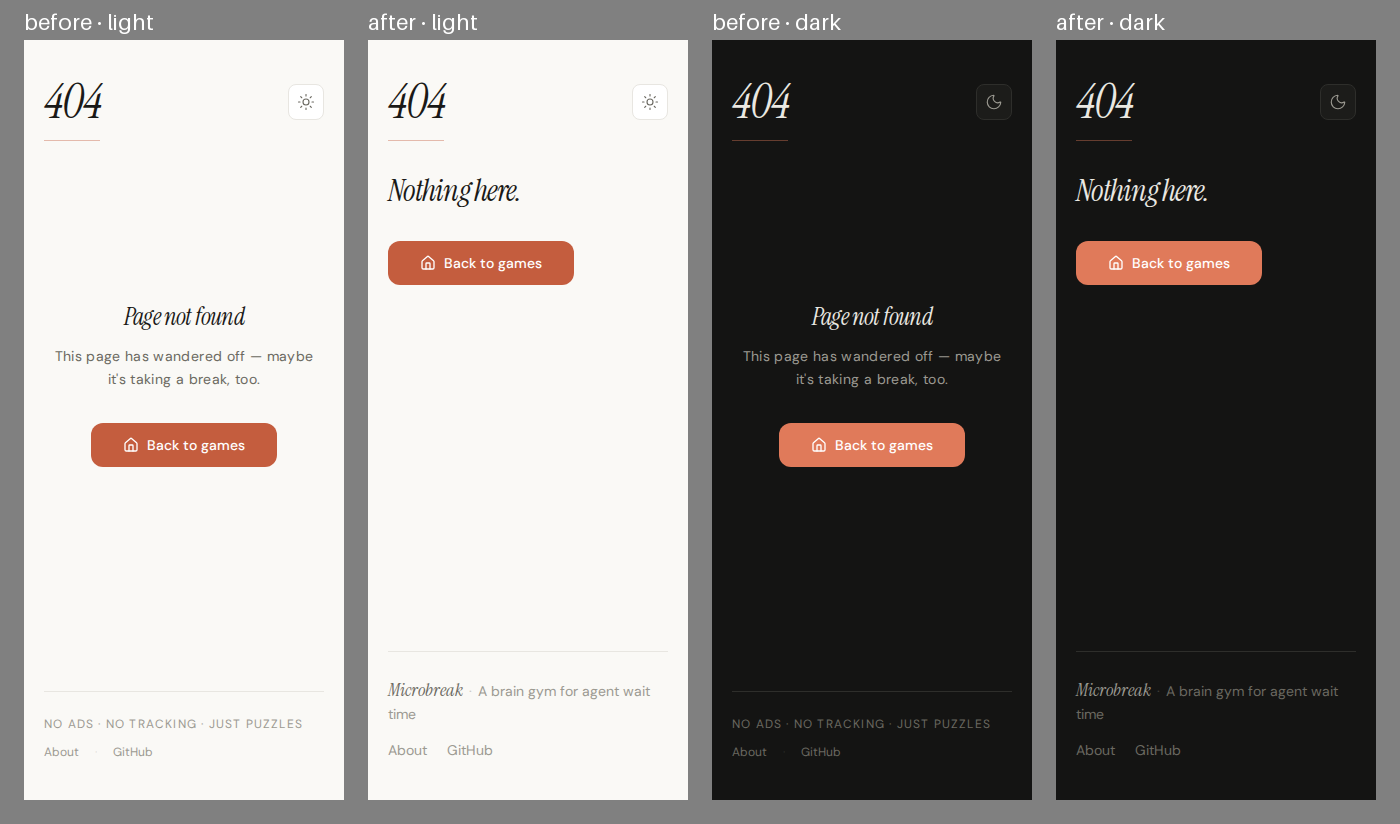 before · light
404
Page not found
This page has wandered off — maybe
it's taking a break, too.
Back to games
NO ADS · NO TRACKING · JUST PUZZLES
About · GitHub
after · light
404
Nothing here.
Back to games
Microbreak · A brain gym for agent wait
time
About GitHub
before · dark
404
Page not found
This page has wandered off — maybe
it's taking a break, too.
Back to games
NO ADS · NO TRACKING · JUST PUZZLES
About · GitHub
after · dark
404
Nothing here.
Back to games
Microbreak · A brain gym for agent wait
time
About GitHub